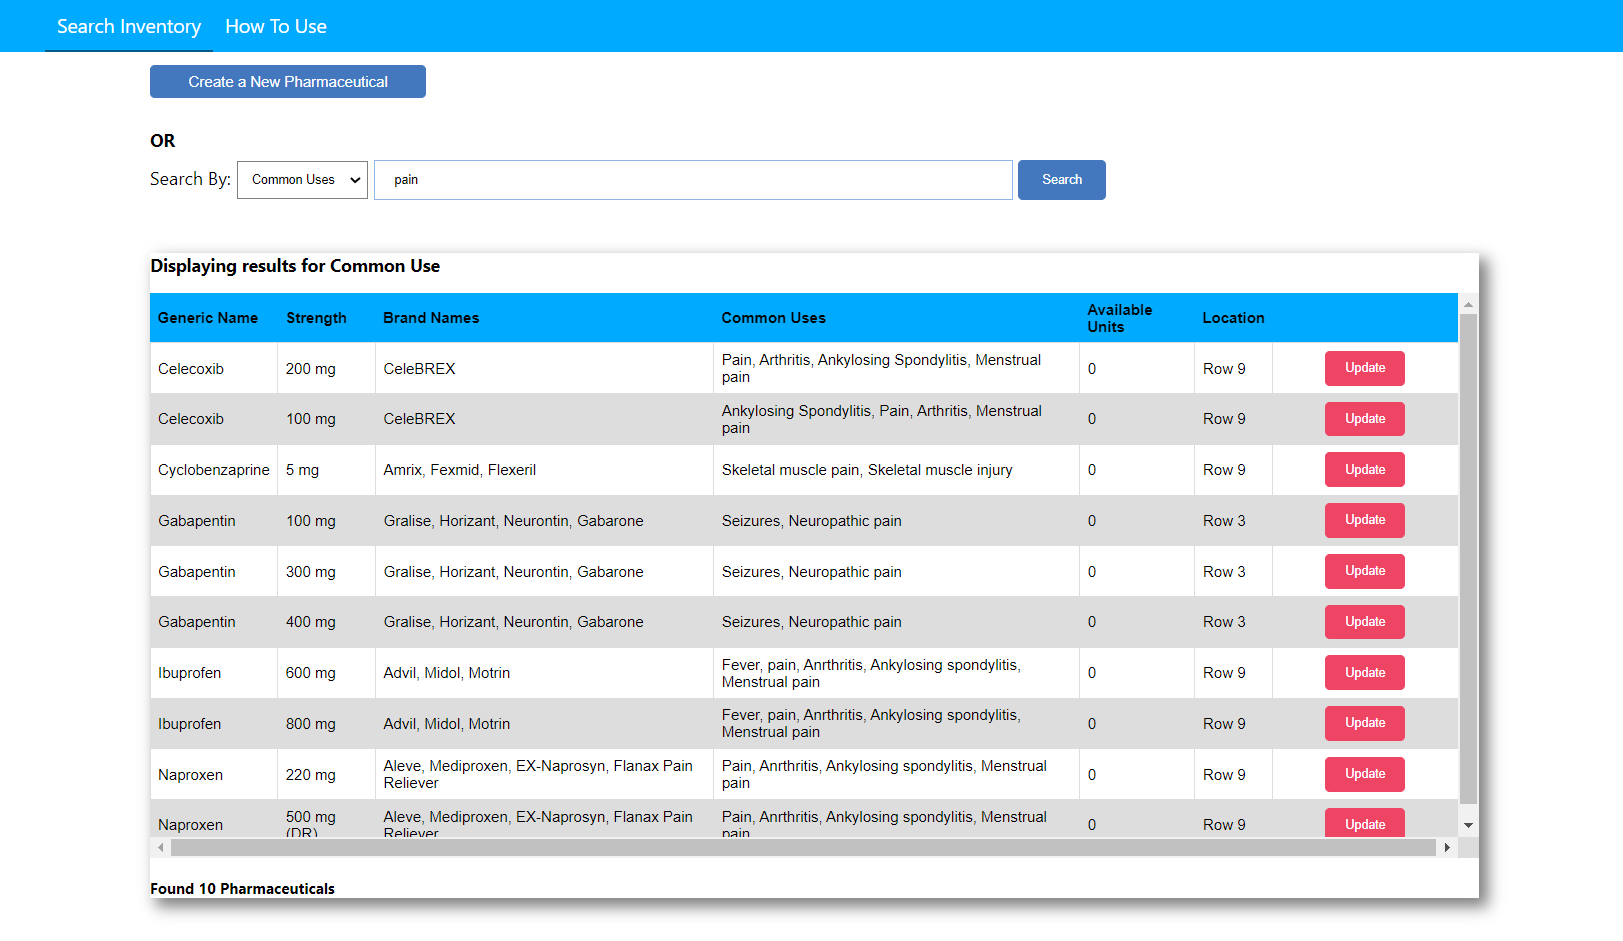 Search Inventory How To Use
Create a New Pharmaceutical
OR
Search By: Common Uses pain Search
Displaying results for Common Use
Generic Name Strength Brand Names Common Uses Available Units Location
Celecoxib 200 mg CeleBREX Pain, Arthritis, Ankylosing Spondylitis, Menstrual pain 0 Row 9 Update
Celecoxib 100 mg CeleBREX Ankylosing Spondylitis, Pain, Arthritis, Menstrual pain 0 Row 9 Update
Cyclobenzaprine 5 mg Amrix, Fexmid, Flexeril Skeletal muscle pain, Skeletal muscle injury 0 Row 9 Update
Gabapentin 100 mg Gralise, Horizant, Neurontin, Gabarone Seizures, Neuropathic pain 0 Row 3 Update
Gabapentin 300 mg Gralise, Horizant, Neurontin, Gabarone Seizures, Neuropathic pain 0 Row 3 Update
Gabapentin 400 mg Gralise, Horizant, Neurontin, Gabarone Seizures, Neuropathic pain 0 Row 3 Update
Ibuprofen 600 mg Advil, Midol, Motrin Fever, pain, Anrthritis, Ankylosing spondylitis, Menstrual pain 0 Row 9 Update
Ibuprofen 800 mg Advil, Midol, Motrin Fever, pain, Anrthritis, Ankylosing spondylitis, Menstrual pain 0 Row 9 Update
Naproxen 220 mg Aleve, Mediproxen, EX-Naprosyn, Flanax Pain Reliever Pain, Anrthritis, Ankylosing spondylitis, Menstrual pain 0 Row 9 Update
Naproxen 500 mg (DR) Aleve, Mediproxen, EX-Naprosyn, Flanax Pain Reliever Pain, Anrthritis, Ankylosing spondylitis, Menstrual pain 0 Row 9 Update
Found 10 Pharmaceuticals